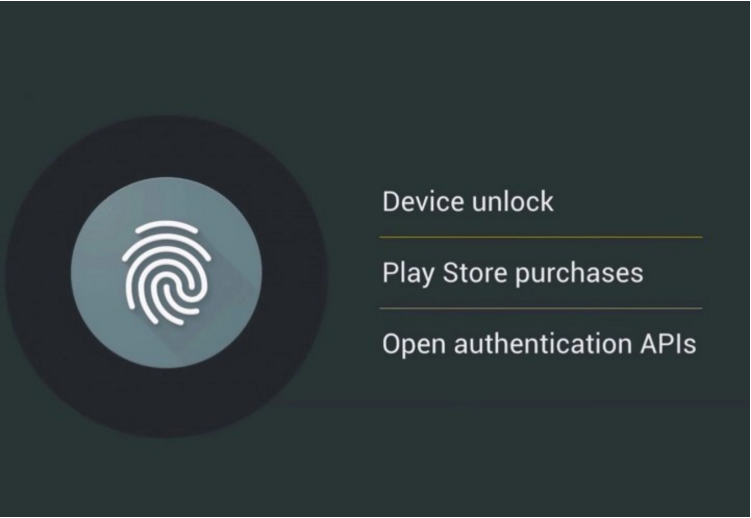 Device unlock
Play Store purchases
Open authentication APIs